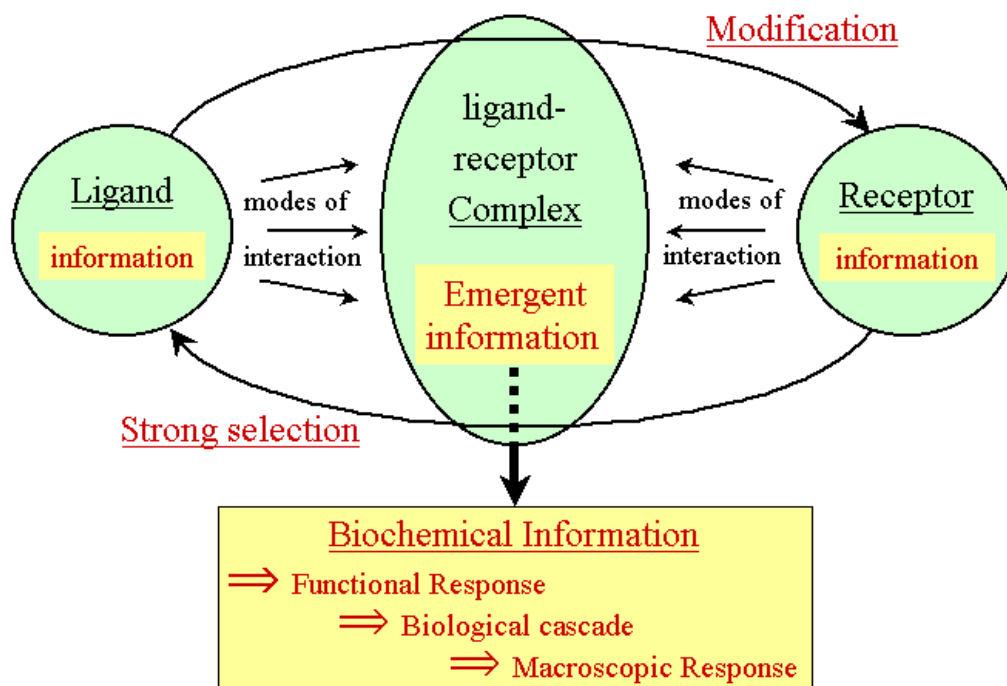 Modification
ligand-
receptor
Complex
Ligand
information
modes of
interaction
modes of
interaction
Receptor
information
Emergent
information
Strong selection
Biochemical Information
⇒ Functional Response
⇒ Biological cascade
⇒ Macroscopic Response